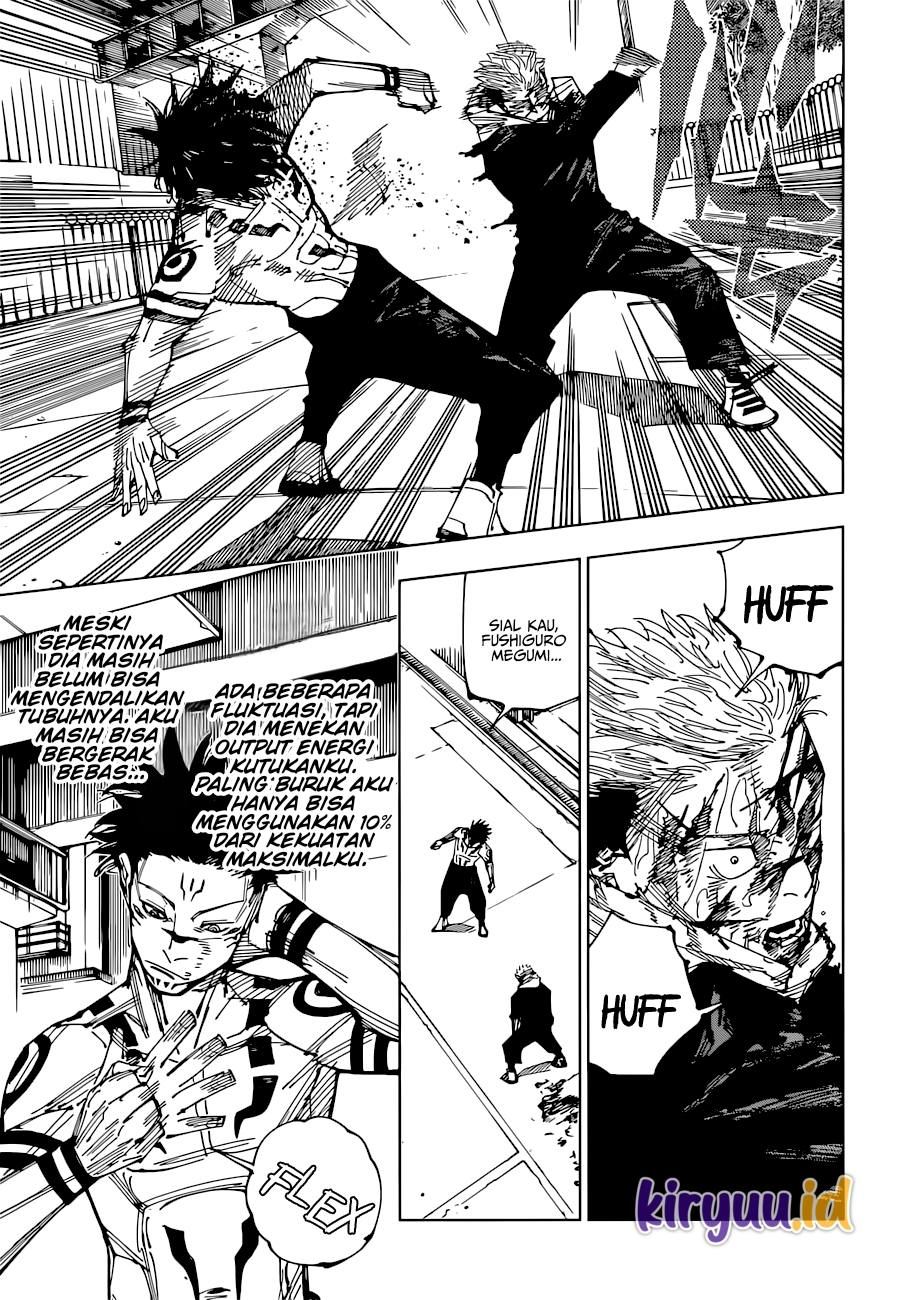 HUFF
HUFF
SIAL KAU,
FUSHIGURO
MEGUMI...
ADA BEBERAPA
FLUKTUASI, TAPI
DIA MENEKAN
OUTPUT ENERGI
KUTUKANKU.
PALING BURUK AKU
HANYA BISA
MENGGUNAKAN 10%
DARI KEKUATAN
MAKSIMALKU.
MESKI
SEPERTINYA
DIA MASIH
BELUM BISA
MENGENDALIKAN
TUBUHNYA. AKU
MASIH BISA
BERGERAK
BEBAS...
FLEX
kiryuu.id